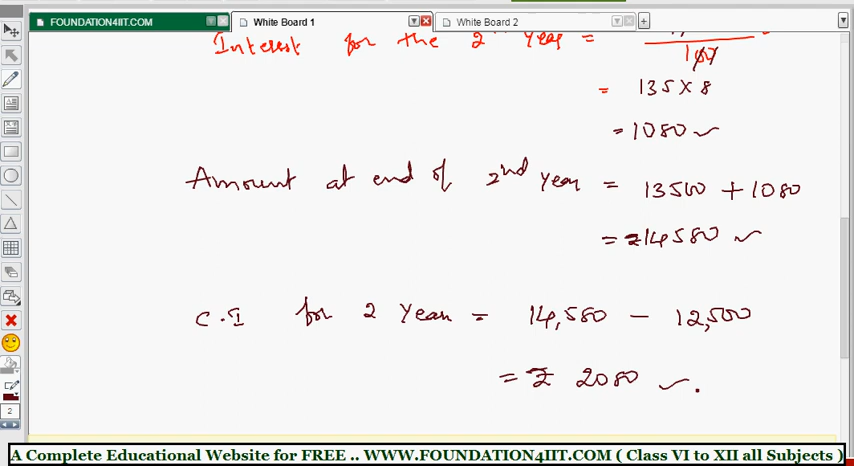 FOUNDATION4IIT.COM White Board 1 White Board 2
Interest for the 2nd Year =
100
= 135 × 8
= 1080
Amount at end of 2nd Year = 13500 + 1080
= ₹14580
C.I for 2 Year = 14,580 - 12,500
= ₹ 2080
2
A Complete Educational Website for FREE .. WWW.FOUNDATION4IIT.COM ( Class VI to XII all Subjects )